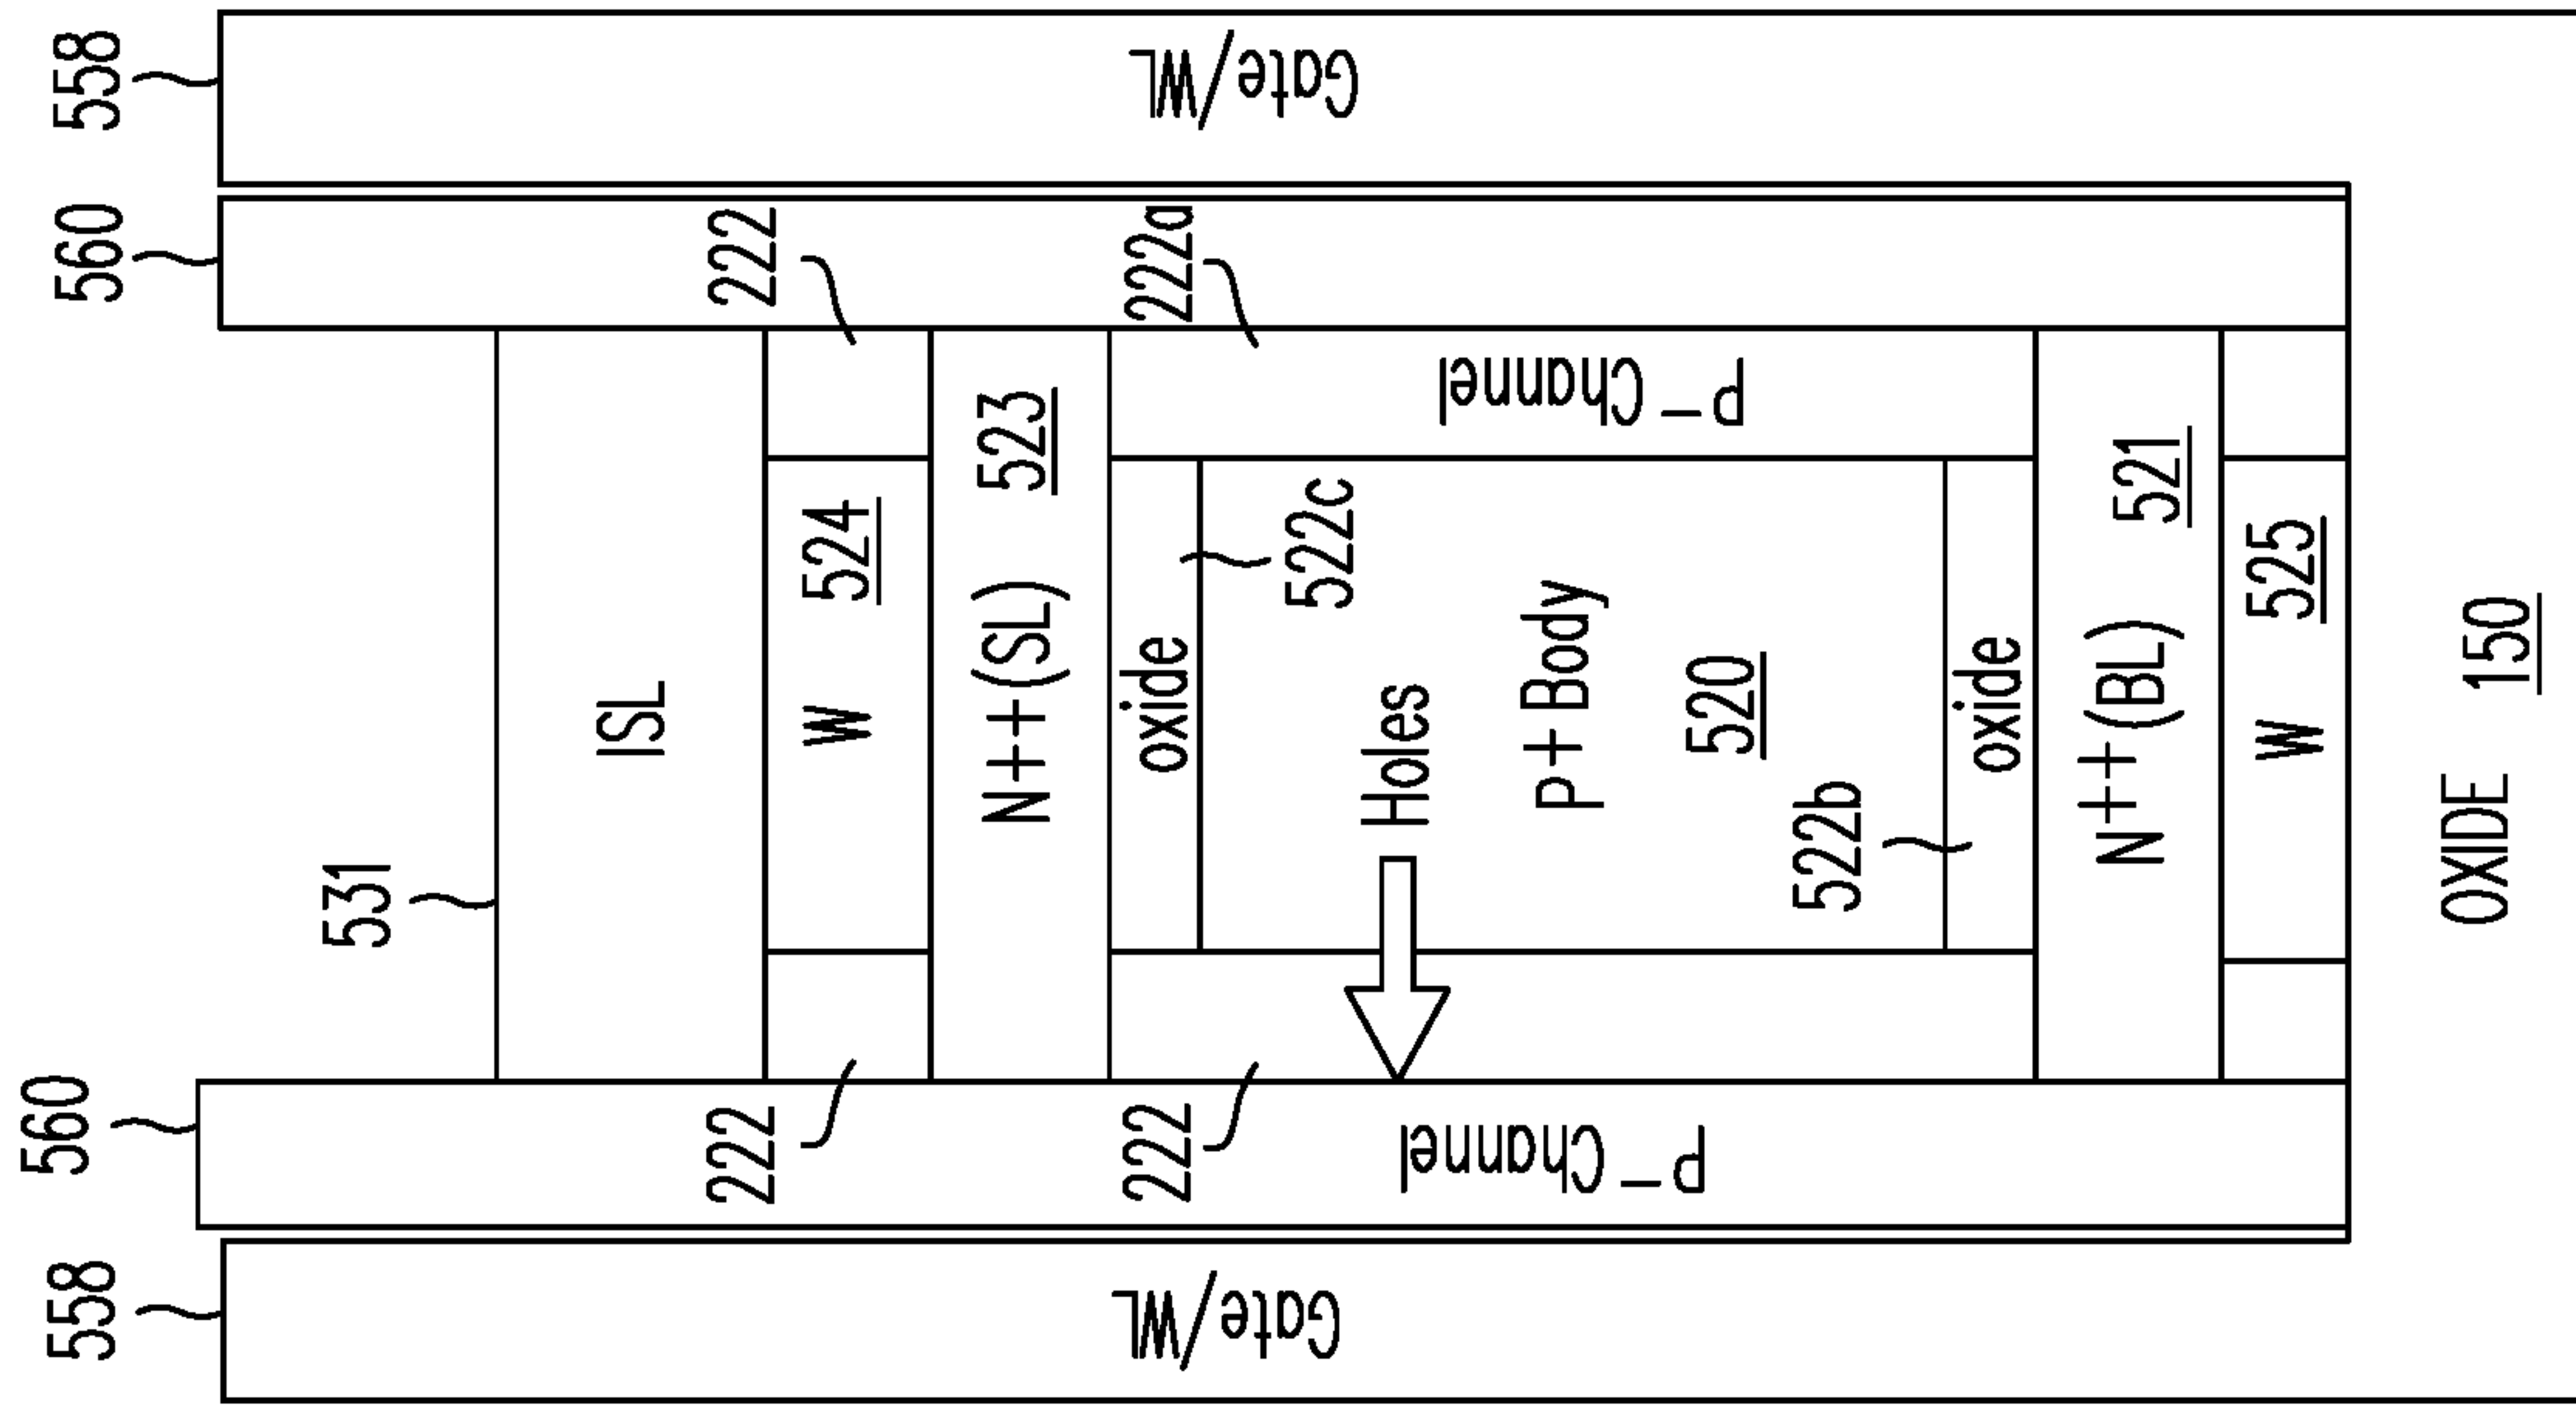 558
560
560
558
531
ISL
222
W 524
222
N++(SL) 523
222
oxide
222a
Gate/WL
Gate/WL
522c
Holes
P-Channel
P+Body
P-Channel
520
522b
oxide
N++(BL) 521
W 525
OXIDE 150